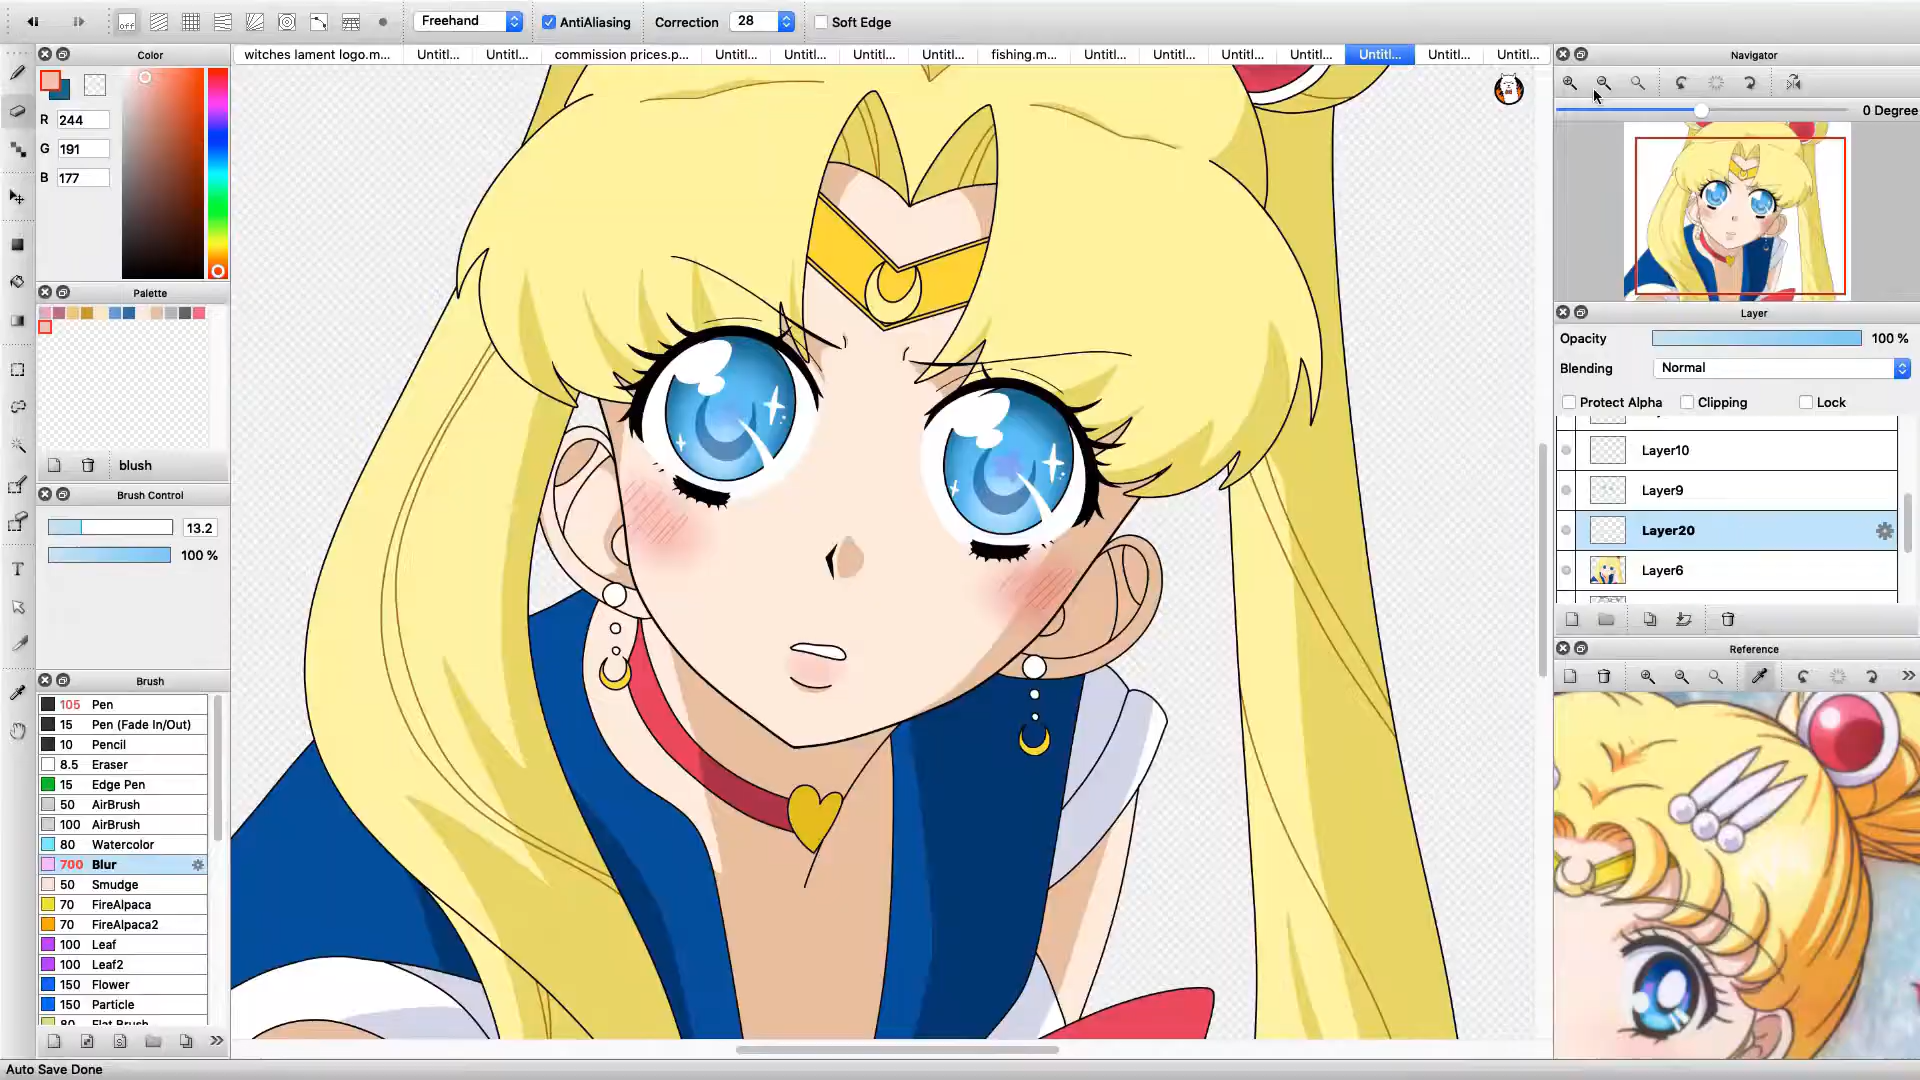 off
Freehand
AntiAliasing
Correction
28
Soft Edge
witches lament logo.m...
Untitl...
Untitl...
commission prices.p...
Untitl...
Untitl...
Untitl...
Untitl...
fishing.m...
Untitl...
Untitl...
Untitl...
Untitl...
Untitl...
Untitl...
Untitl...
Color
R 244
G 191
B 177
Palette
blush
Brush Control
13.2
100 %
Brush
105 Pen
15 Pen (Fade In/Out)
10 Pencil
8.5 Eraser
15 Edge Pen
50 AirBrush
100 AirBrush
80 Watercolor
700 Blur
50 Smudge
70 FireAlpaca
70 FireAlpaca2
100 Leaf
100 Leaf2
150 Flower
150 Particle
80 Flat Brush
Navigator
0 Degree
Layer
Opacity
100 %
Blending
Normal
Protect Alpha
Clipping
Lock
Layer10
Layer9
Layer20
Layer6
Reference
Auto Save Done